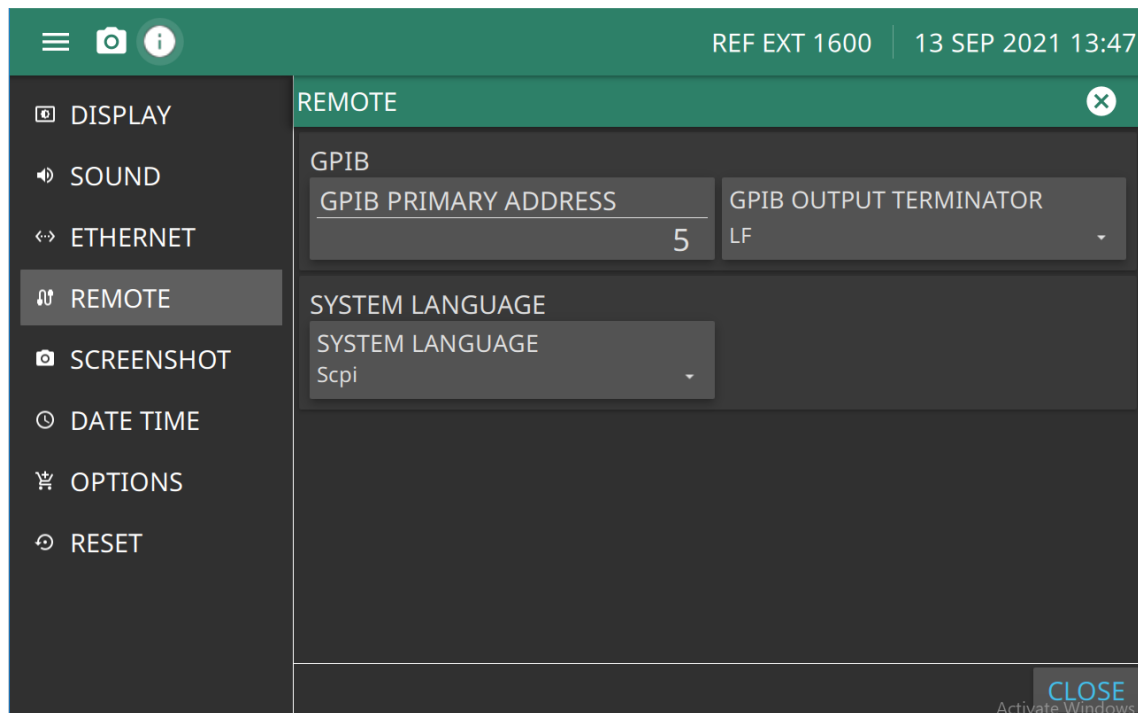 REF EXT 1600 13 SEP 2021 13:47
DISPLAY
SOUND
ETHERNET
REMOTE
SCREENSHOT
DATE TIME
OPTIONS
RESET
REMOTE
GPIB
GPIB PRIMARY ADDRESS
5
GPIB OUTPUT TERMINATOR
LF
SYSTEM LANGUAGE
SYSTEM LANGUAGE
Scpi
CLOSE
Activate Windows